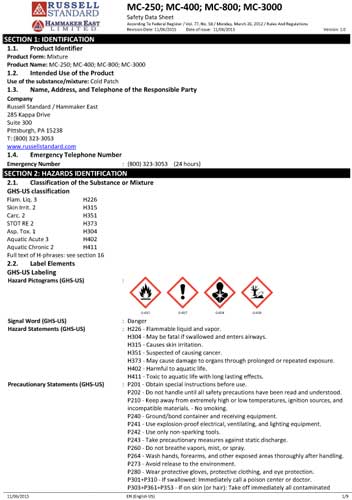 RUSSELL
STANDARD
HAMMAKER EAST
LIMITED
MC-250; MC-400; MC-800; MC-3000
Safety Data Sheet
According To Federal Register / Vol. 77, No. 58 / Monday, March 26, 2012 / Rules And Regulations
Revision Date: 11/06/2015 Date of issue: 11/06/2015 Version: 1.0
SECTION 1: IDENTIFICATION
1.1. Product Identifier
Product Form: Mixture
Product Name: MC-250; MC-400; MC-800; MC-3000
1.2. Intended Use of the Product
Use of the substance/mixture: Cold Patch
1.3. Name, Address, and Telephone of the Responsible Party
Company
Russell Standard / Hammaker East
285 Kappa Drive
Suite 300
Pittsburgh, PA 15238
T: (800) 323-3053
www.russellstandard.com
1.4. Emergency Telephone Number
Emergency Number : (800) 323-3053 (24 hours)
SECTION 2: HAZARDS IDENTIFICATION
2.1. Classification of the Substance or Mixture
GHS-US classification
Flam. Liq. 3 H226
Skin Irrit. 2 H315
Carc. 2 H351
STOT RE 2 H373
Asp. Tox. 1 H304
Aquatic Acute 3 H402
Aquatic Chronic 2 H411
Full text of H-phrases: see section 16
2.2. Label Elements
GHS-US Labeling
Hazard Pictograms (GHS-US) :
Signal Word (GHS-US) : Danger
Hazard Statements (GHS-US) : H226 - Flammable liquid and vapor.
H304 - May be fatal if swallowed and enters airways.
H315 - Causes skin irritation.
H351 - Suspected of causing cancer.
H373 - May cause damage to organs through prolonged or repeated exposure.
H402 - Harmful to aquatic life.
H411 - Toxic to aquatic life with long lasting effects.
Precautionary Statements (GHS-US) : P201 - Obtain special instructions before use.
P202 - Do not handle until all safety precautions have been read and understood.
P210 - Keep away from extremely high or low temperatures, ignition sources, and
incompatible materials. - No smoking.
P240 - Ground/bond container and receiving equipment.
P241 - Use explosion-proof electrical, ventilating, and lighting equipment.
P242 - Use only non-sparking tools.
P243 - Take precautionary measures against static discharge.
P260 - Do not breathe vapors, mist, or spray.
P264 - Wash hands, forearms, and other exposed areas thoroughly after handling.
P273 - Avoid release to the environment.
P280 - Wear protective gloves, protective clothing, and eye protection.
P301+P310 - If swallowed: Immediately call a poison center or doctor.
P303+P361+P353 - If on skin (or hair): Take off immediately all contaminated
11/06/2015 EN (English US) 1/9